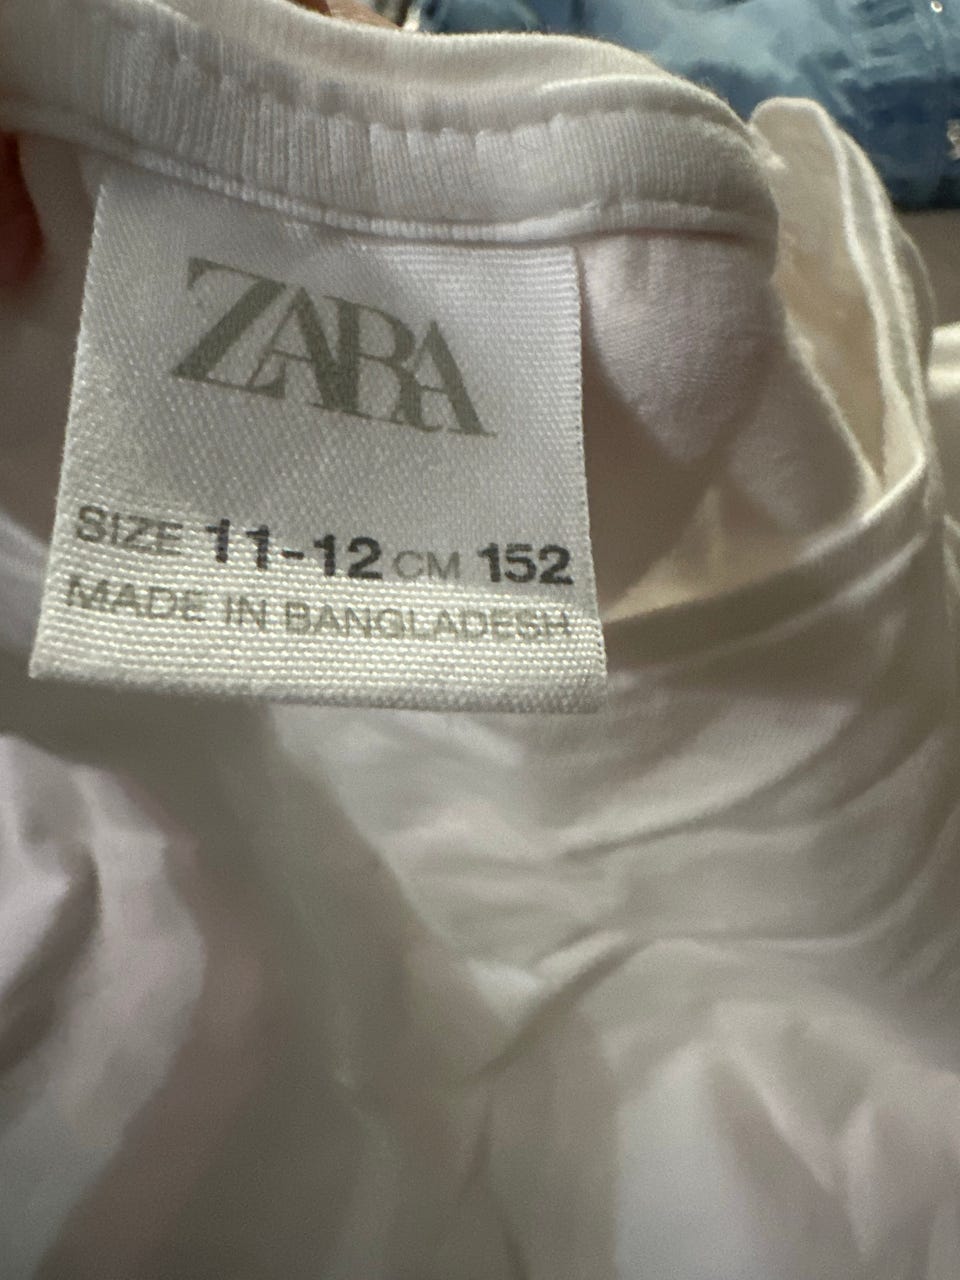 ZARA
SIZE 11-12 CM 152
MADE IN BANGLADESH